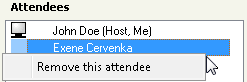 Attendees
John Doe (Host, Me)
Exene Cervenka
Remove this attendee